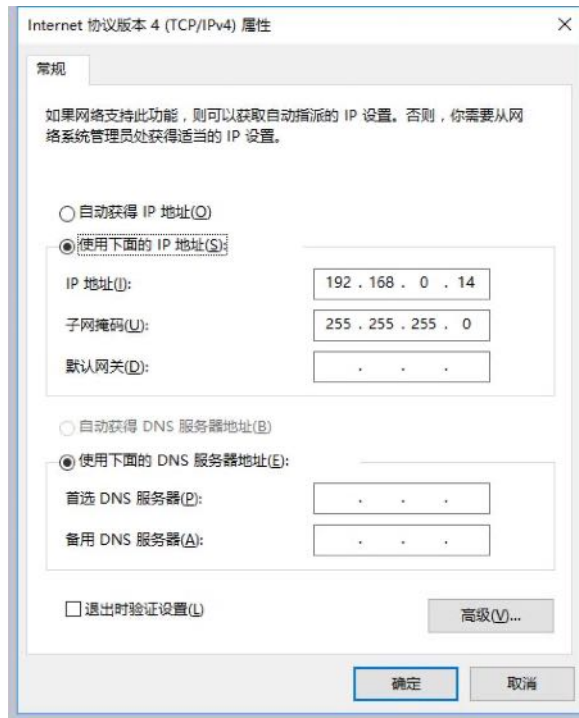 Internet 协议版本 4 (TCP/IPv4) 属性
常规
如果网络支持此功能，则可以获取自动指派的 IP 设置。否则，你需要从网
络系统管理员处获得适当的 IP 设置。
自动获得 IP 地址(O)
使用下面的 IP 地址(S):
IP 地址(I): 192 . 168 . 0 . 14
子网掩码(U): 255 . 255 . 255 . 0
默认网关(D): . . .
自动获得 DNS 服务器地址(B)
使用下面的 DNS 服务器地址(E):
首选 DNS 服务器(P): . . .
备用 DNS 服务器(A): . . .
退出时验证设置(L)
高级(V)...
确定 取消